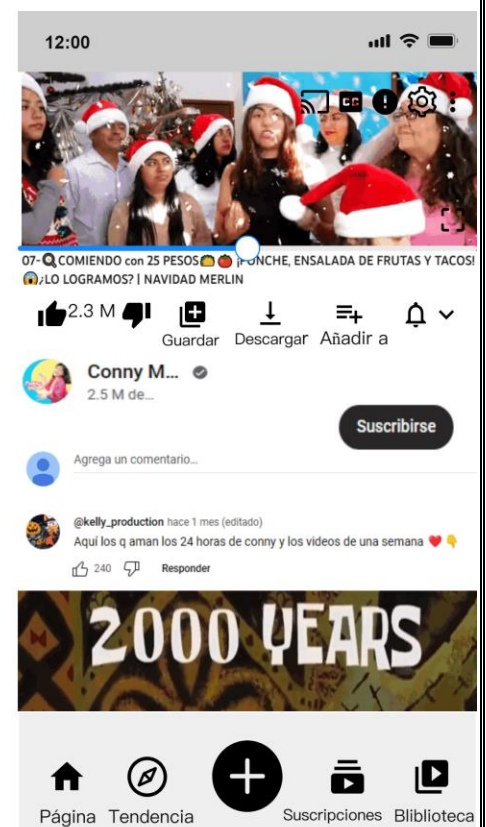 12:00
CC
07-🔍COMIENDO con 25 PESOS🌮🍅 ¡PONCHE, ENSALADA DE FRUTAS Y TACOS!
😱¿LO LOGRAMOS? | NAVIDAD MERLIN
2.3 M
Guardar Descargar Añadir a
Conny M...
2.5 M de...
Suscribirse
Agrega un comentario...
@kelly_production hace 1 mes (editado)
Aquí los q aman los 24 horas de conny y los videos de una semana ❤️👇
240 Responder
2000 YEARS
Página Tendencia Suscripciones Bliblioteca